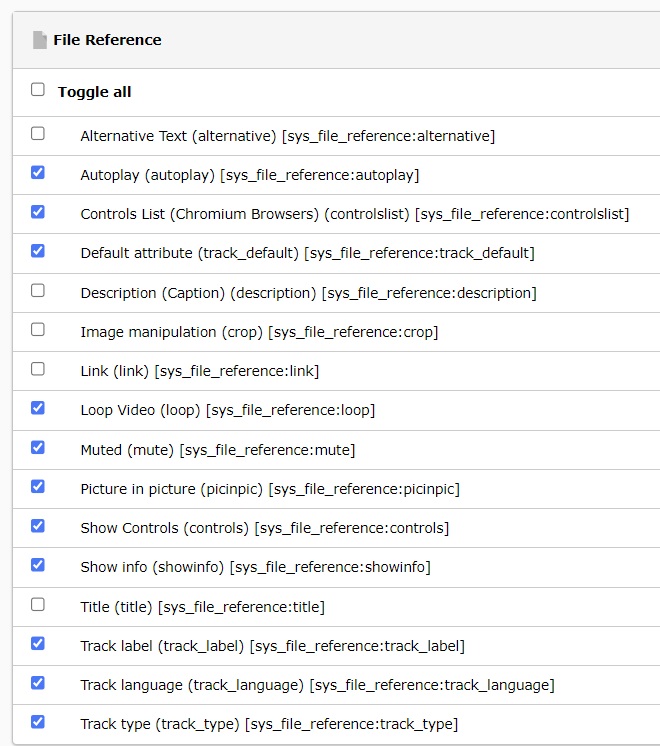 File Reference
Toggle all
Alternative Text (alternative) [sys_file_reference:alternative]
Autoplay (autoplay) [sys_file_reference:autoplay]
Controls List (Chromium Browsers) (controlslist) [sys_file_reference:controlslist]
Default attribute (track_default) [sys_file_reference:track_default]
Description (Caption) (description) [sys_file_reference:description]
Image manipulation (crop) [sys_file_reference:crop]
Link (link) [sys_file_reference:link]
Loop Video (loop) [sys_file_reference:loop]
Muted (mute) [sys_file_reference:mute]
Picture in picture (picinpic) [sys_file_reference:picinpic]
Show Controls (controls) [sys_file_reference:controls]
Show info (showinfo) [sys_file_reference:showinfo]
Title (title) [sys_file_reference:title]
Track label (track_label) [sys_file_reference:track_label]
Track language (track_language) [sys_file_reference:track_language]
Track type (track_type) [sys_file_reference:track_type]